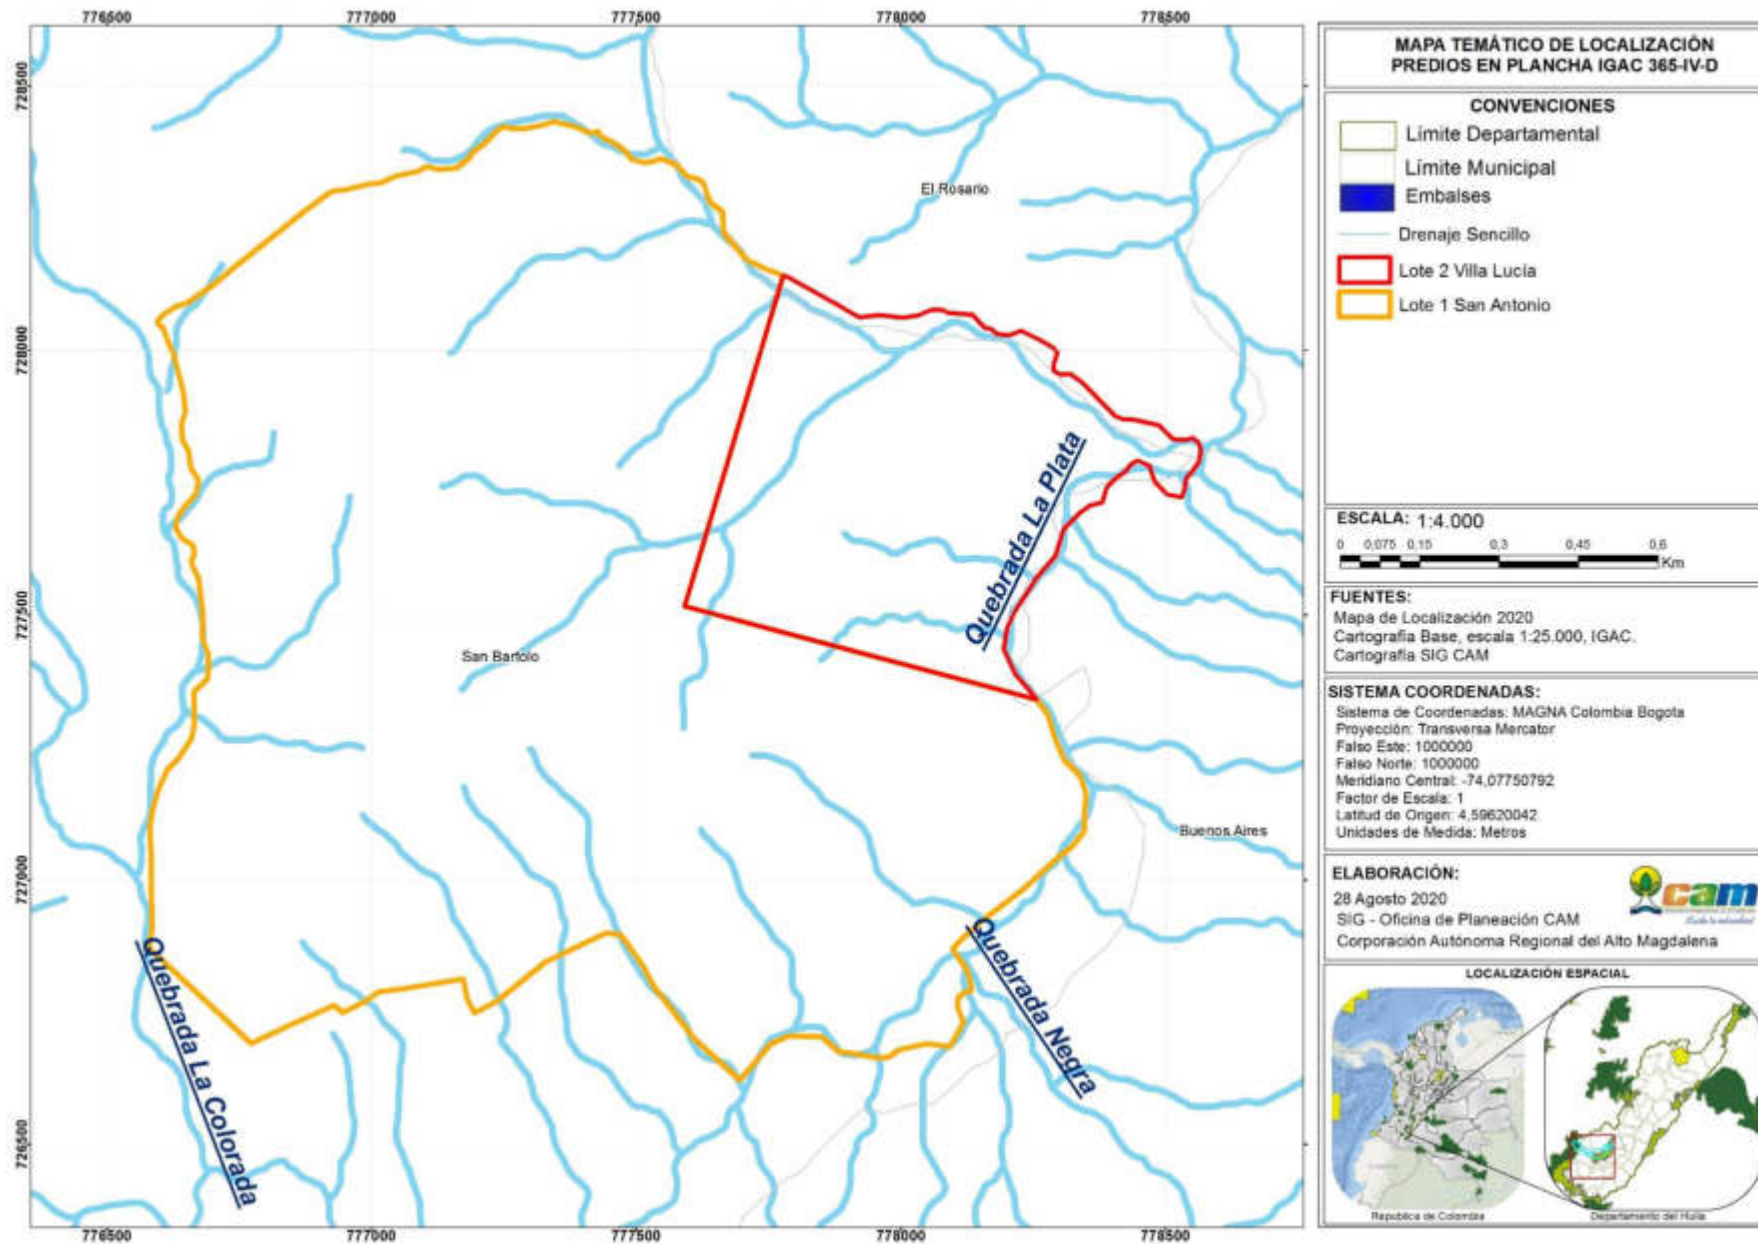 776500 777000 777500 778000 778500
728500
728000
727500
727000
726500
El Rosario
Quebrada La Plata
San Bartolo
Buenos Aires
Quebrada La Colorada
Quebrada Negra
776500 777000 777500 778000 778500
MAPA TEMÁTICO DE LOCALIZACIÓN
PREDIOS EN PLANCHA IGAC 365-IV-D
CONVENCIONES
Límite Departamental
Límite Municipal
Embalses
Drenaje Sencillo
Lote 2 Villa Lucía
Lote 1 San Antonio
ESCALA: 1:4.000
0 0,075 0,15 0,3 0,45 0,6
Km
FUENTES:
Mapa de Localización 2020
Cartografía Base, escala 1:25.000, IGAC.
Cartografía SIG CAM
SISTEMA COORDENADAS:
Sistema de Coordenadas: MAGNA Colombia Bogota
Proyección: Transversa Mercator
Falso Este: 1000000
Falso Norte: 1000000
Meridiano Central: -74,07750792
Factor de Escala: 1
Latitud de Origen: 4,59620042
Unidades de Medida: Metros
ELABORACIÓN:
28 Agosto 2020
SIG - Oficina de Planeación CAM
Corporación Autónoma Regional del Alto Magdalena
cam
LOCALIZACIÓN ESPACIAL
Republica de Colombia
Departamento del Huila